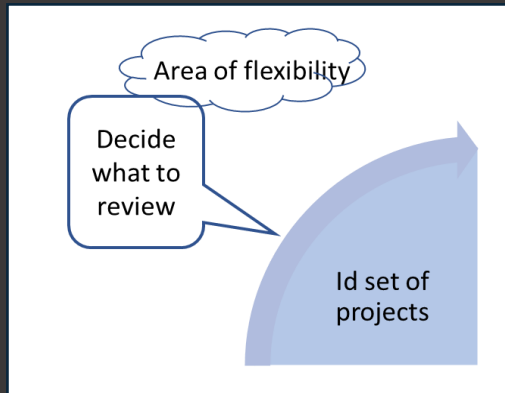 Area of flexibility
Decide
what to
review
Id set of
projects